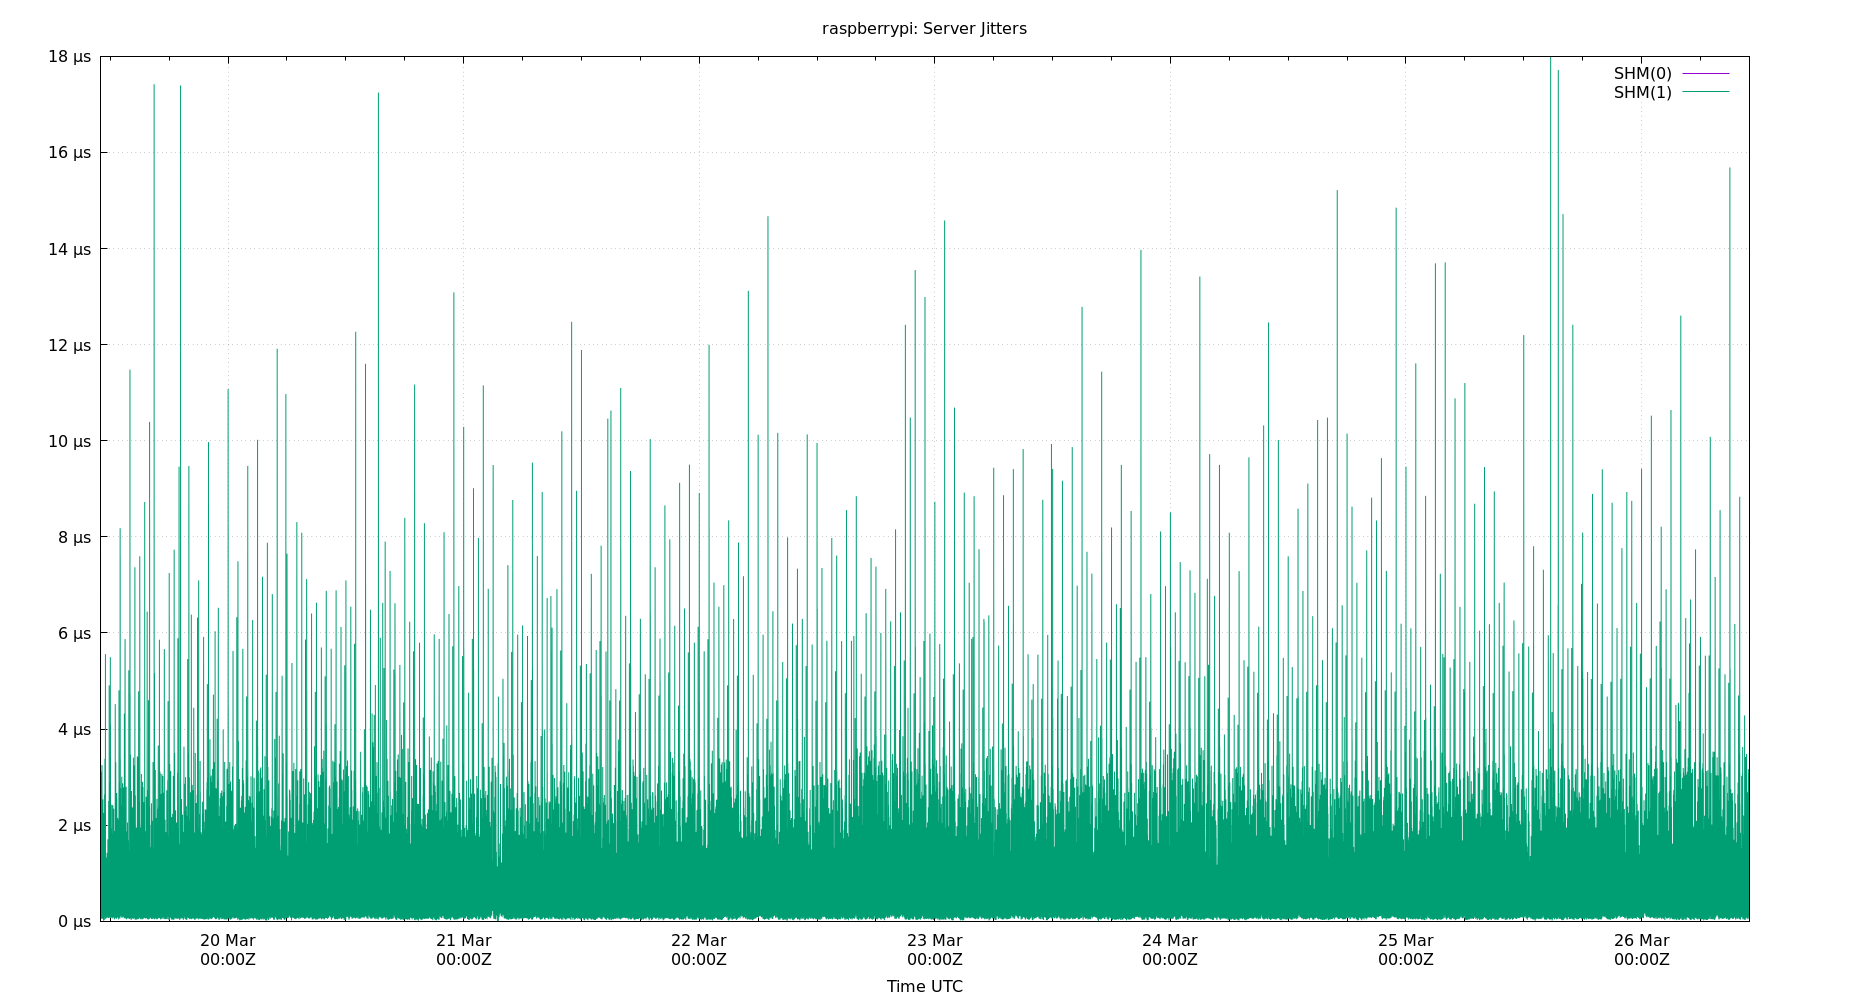 raspberrypi: Server Jitters
18 µs
16 µs
14 µs
12 µs
10 µs
8 µs
6 µs
4 µs
2 µs
0 µs
SHM(0)
SHM(1)
20 Mar 21 Mar 22 Mar 23 Mar 24 Mar 25 Mar 26 Mar
00:00Z 00:00Z 00:00Z 00:00Z 00:00Z 00:00Z 00:00Z
Time UTC